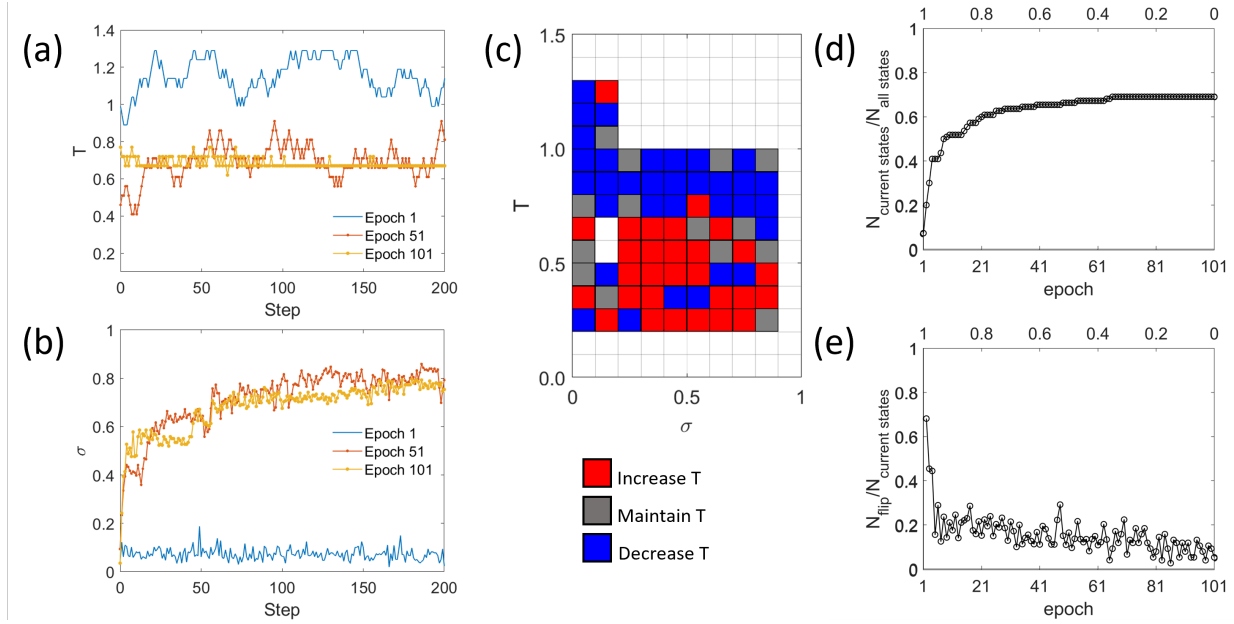 (a)
1.4
1.2
1
0.8
0.6
0.4
0.2
T
0 50 100 150 200
Step
Epoch 1
Epoch 51
Epoch 101
(b)
1
0.8
0.6
0.4
0.2
0
σ
0 50 100 150 200
Step
Epoch 1
Epoch 51
Epoch 101
(c)
1.5
1.0
0.5
0.0
T
0 0.5 1
σ
Increase T
Maintain T
Decrease T
(d)
1 0.8 0.6 0.4 0.2 0
1
0.8
0.6
0.4
0.2
0
N current states/N all states
1 21 41 61 81 101
epoch
(e)
1 0.8 0.6 0.4 0.2 0
1
0.8
0.6
0.4
0.2
0
N flip/N current states
1 21 41 61 81 101
epoch